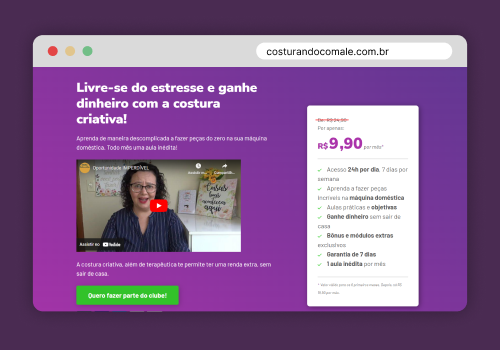 costurandocomale.com.br
Livre-se do estresse e ganhe
dinheiro com a costura
criativa!
Aprenda de maneira descomplicada a fazer peças do zero na sua máquina
doméstica. Todo mês uma aula inédita!
Oportunidade IMPERDÍVEL
Assistir no YouTube
A costura criativa, além de terapêutica te permite ter uma renda extra, sem
sair de casa.
Quero fazer parte do clube!
Por apenas:
R$9,90 por mês*
Acesso 24h por dia, 7 dias por
semana
Aprenda a fazer peças
incríveis na máquina doméstica
Aulas práticas e objetivas
Ganhe dinheiro sem sair de
casa
Bônus e módulos extras
exclusivos
Garantia de 7 dias
1 aula inédita por mês